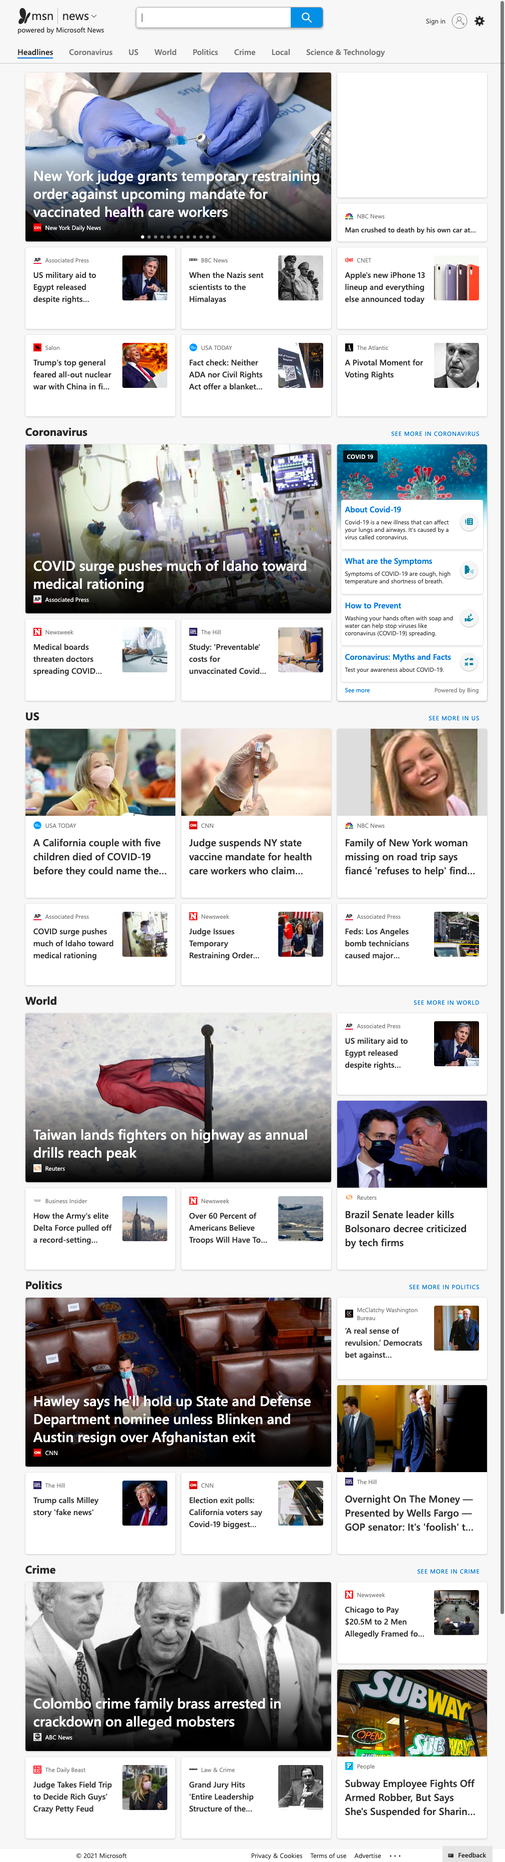 msn | news
powered by Microsoft News
Sign in
Headlines
Coronavirus
US
World
Politics
Crime
Local
Science & Technology
New York judge grants temporary restraining
order against upcoming mandate for
vaccinated health care workers
New York Daily News
NBC News
Man crushed to death by his own car at...
Associated Press
US military aid to
Egypt released
despite rights...
BBC News
When the Nazis sent
scientists to the
Himalayas
CNET
Apple's new iPhone 13
lineup and everything
else announced today
Salon
Trump's top general
feared all-out nuclear
war with China in fi...
USA TODAY
Fact check: Neither
ADA nor Civil Rights
Act offer a blanket...
The Atlantic
A Pivotal Moment for
Voting Rights
Coronavirus
SEE MORE IN CORONAVIRUS
COVID surge pushes much of Idaho toward
medical rationing
Associated Press
COVID 19
About Covid-19
Covid-19 is a new illness that can affect
your lungs and airways. It's caused by a
virus called coronavirus.
What are the Symptoms
Symptoms of COVID-19 are cough, high
temperature and shortness of breath.
How to Prevent
Washing your hands often with soap and
water can help stop viruses like
coronavirus (COVID-19) spreading.
Coronavirus: Myths and Facts
Test your awareness about COVID-19.
See more
Powered by Bing
Newsweek
Medical boards
threaten doctors
spreading COVID...
The Hill
Study: 'Preventable'
costs for
unvaccinated Covid...
US
SEE MORE IN US
USA TODAY
A California couple with five
children died of COVID-19
before they could name the...
CNN
Judge suspends NY state
vaccine mandate for health
care workers who claim...
NBC News
Family of New York woman
missing on road trip says
fiancé 'refuses to help' find...
Associated Press
COVID surge pushes
much of Idaho toward
medical rationing
Newsweek
Judge Issues
Temporary
Restraining Order...
Associated Press
Feds: Los Angeles
bomb technicians
caused major...
World
SEE MORE IN WORLD
Taiwan lands fighters on highway as annual
drills reach peak
Reuters
Associated Press
US military aid to
Egypt released
despite rights...
Reuters
Brazil Senate leader kills
Bolsonaro decree criticized
by tech firms
Business Insider
How the Army's elite
Delta Force pulled off
a record-setting...
Newsweek
Over 60 Percent of
Americans Believe
Troops Will Have To...
Politics
SEE MORE IN POLITICS
Hawley says he'll hold up State and Defense
Department nominee unless Blinken and
Austin resign over Afghanistan exit
CNN
McClatchy Washington
Bureau
'A real sense of
revulsion.' Democrats
bet against...
The Hill
Overnight On The Money —
Presented by Wells Fargo —
GOP senator: It's 'foolish' t...
The Hill
Trump calls Milley
story 'fake news'
CNN
Election exit polls:
California voters say
Covid-19 biggest...
Crime
SEE MORE IN CRIME
Colombo crime family brass arrested in
crackdown on alleged mobsters
ABC News
Newsweek
Chicago to Pay
$20.5M to 2 Men
Allegedly Framed fo...
SUBWAY
OPEN
People
Subway Employee Fights Off
Armed Robber, But Says
She's Suspended for Sharin...
The Daily Beast
Judge Takes Field Trip
to Decide Rich Guys'
Crazy Petty Feud
Law & Crime
Grand Jury Hits
'Entire Leadership
Structure of the...
© 2021 Microsoft
Privacy & Cookies
Terms of use
Advertise
Feedback